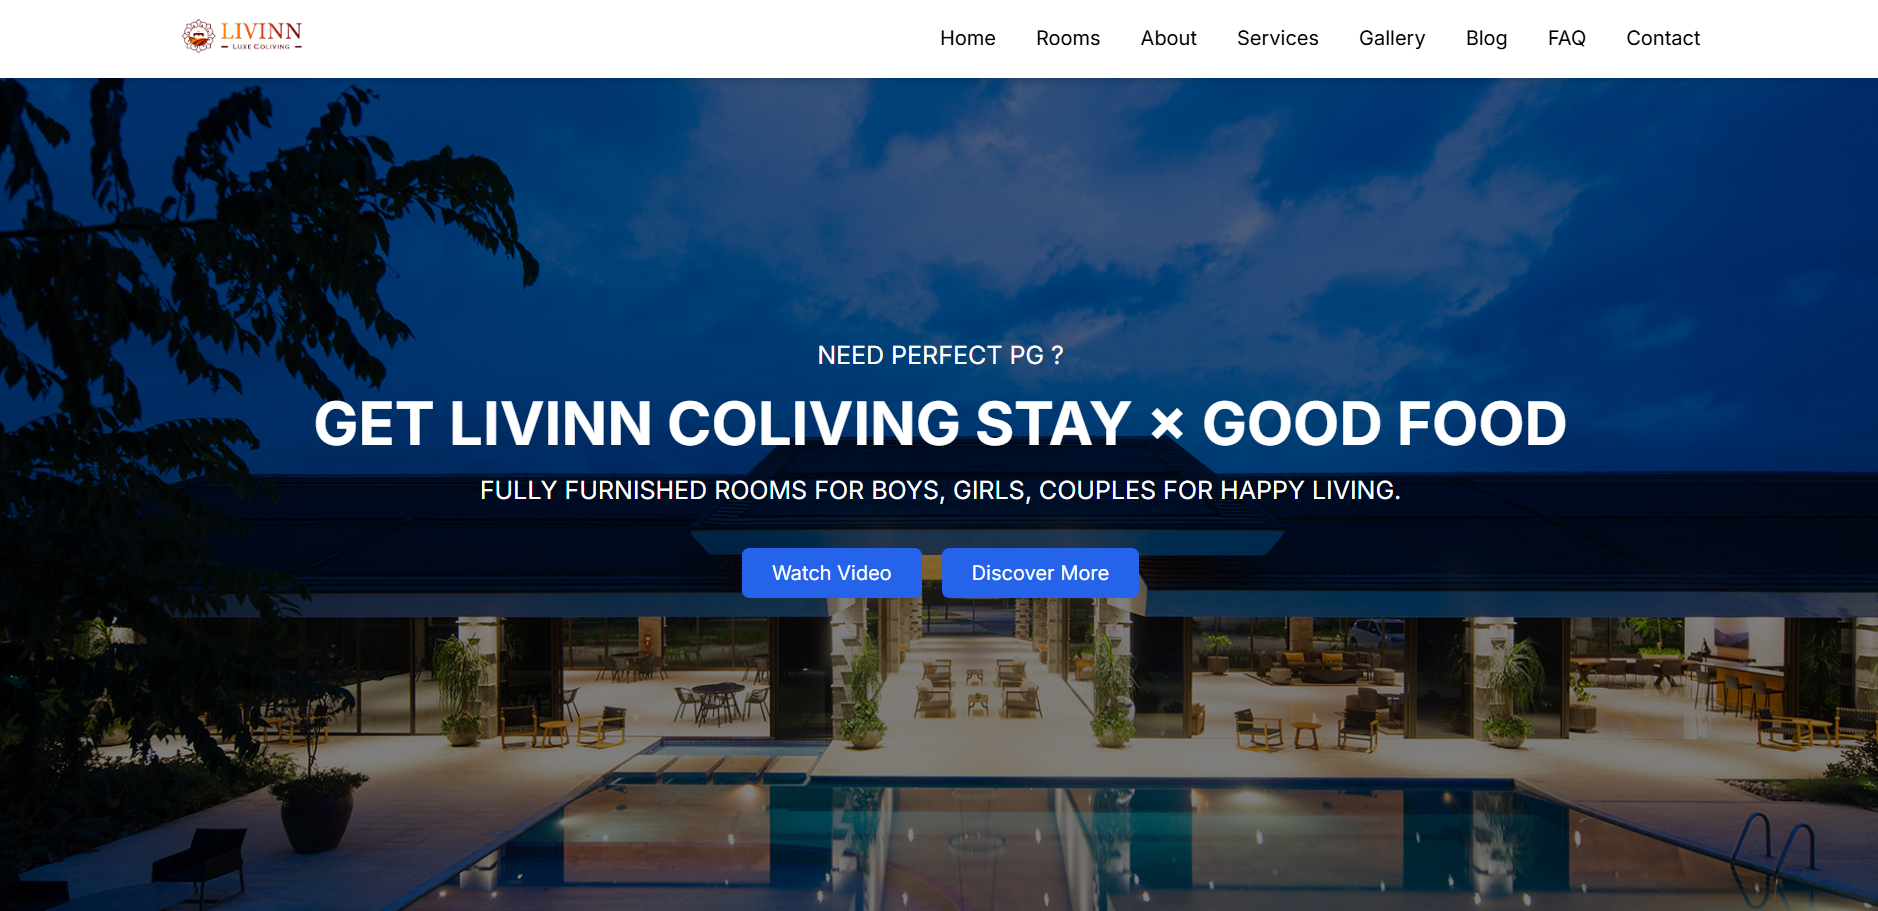 LIVINN
LUXE COLIVING
Home Rooms About Services Gallery Blog FAQ Contact
NEED PERFECT PG ?
GET LIVINN COLIVING STAY × GOOD FOOD
FULLY FURNISHED ROOMS FOR BOYS, GIRLS, COUPLES FOR HAPPY LIVING.
Watch Video Discover More